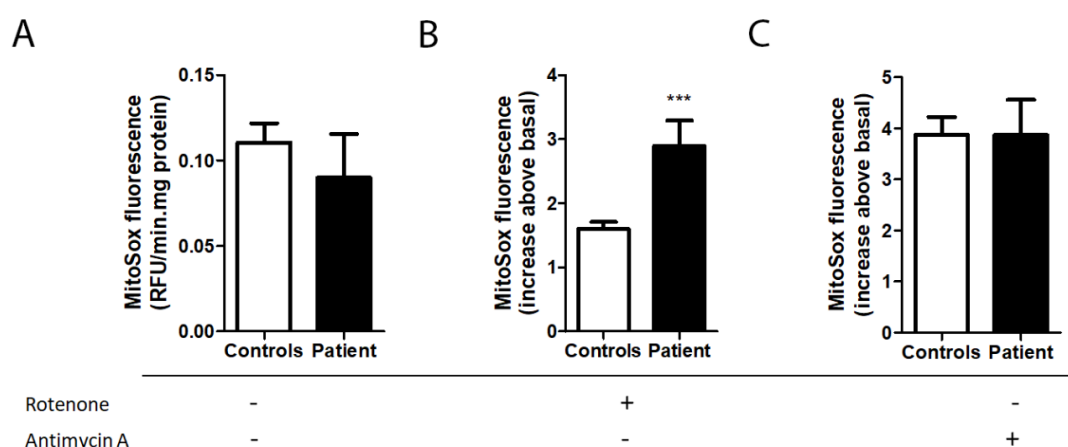 A
MitoSox fluorescence
(RFU/min.mg protein)
0.15
0.10
0.05
0.00
Controls Patient
B
MitoSox fluorescence
(increase above basal)
4
3
2
1
0
***
Controls Patient
C
MitoSox fluorescence
(increase above basal)
5
4
3
2
1
0
Controls Patient
Rotenone - + -
Antimycin A - - +